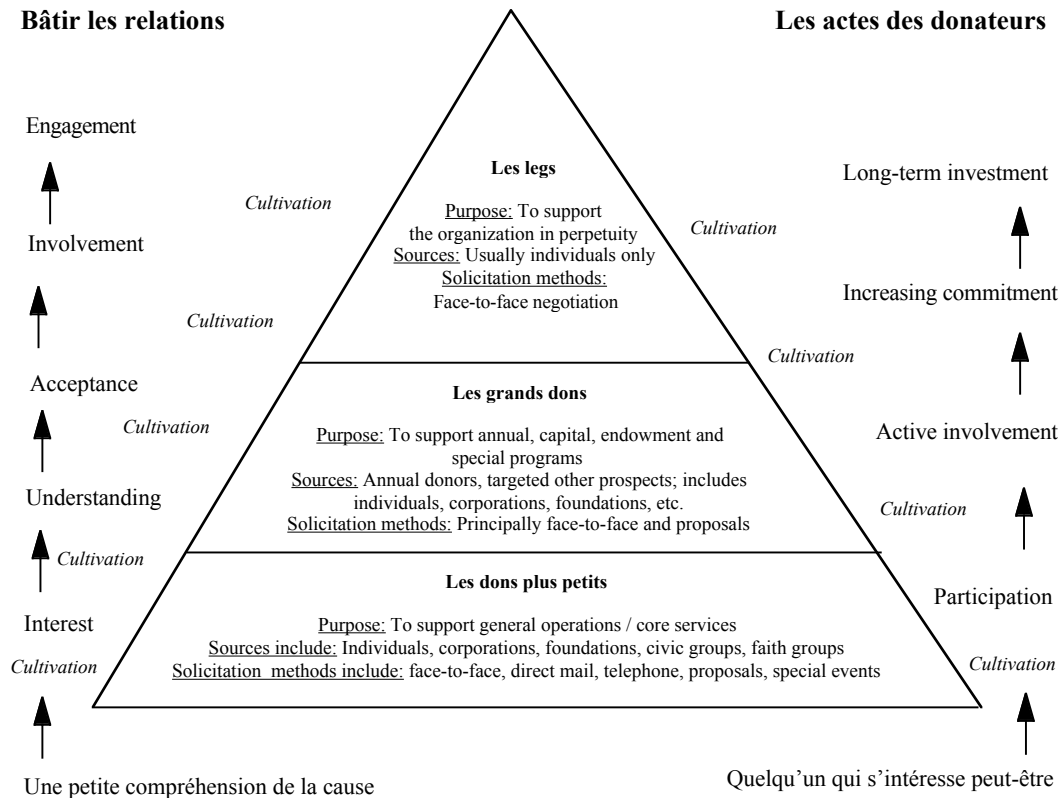 Bâtir les relations
Les actes des donateurs
Engagement
Les legs
Long-term investment
Cultivation
Purpose: To support
Cultivation
the organization in perpetuity
Involvement
Sources: Usually individuals only
Solicitation methods:
Increasing commitment
Face-to-face negotiation
Cultivation
Cultivation
Acceptance
Les grands dons
Cultivation
Purpose: To support annual, capital, endowment and
Active involvement
special programs
Sources: Annual donors, targeted other prospects; includes
Understanding
individuals, corporations, foundations, etc.
Cultivation
Solicitation methods: Principally face-to-face and proposals
Cultivation
Les dons plus petits
Participation
Interest
Purpose: To support general operations / core services
Sources include: Individuals, corporations, foundations, civic groups, faith groups
Cultivation
Solicitation methods include: face-to-face, direct mail, telephone, proposals, special events
Cultivation
Une petite compréhension de la cause
Quelqu’un qui s’intéresse peut-être